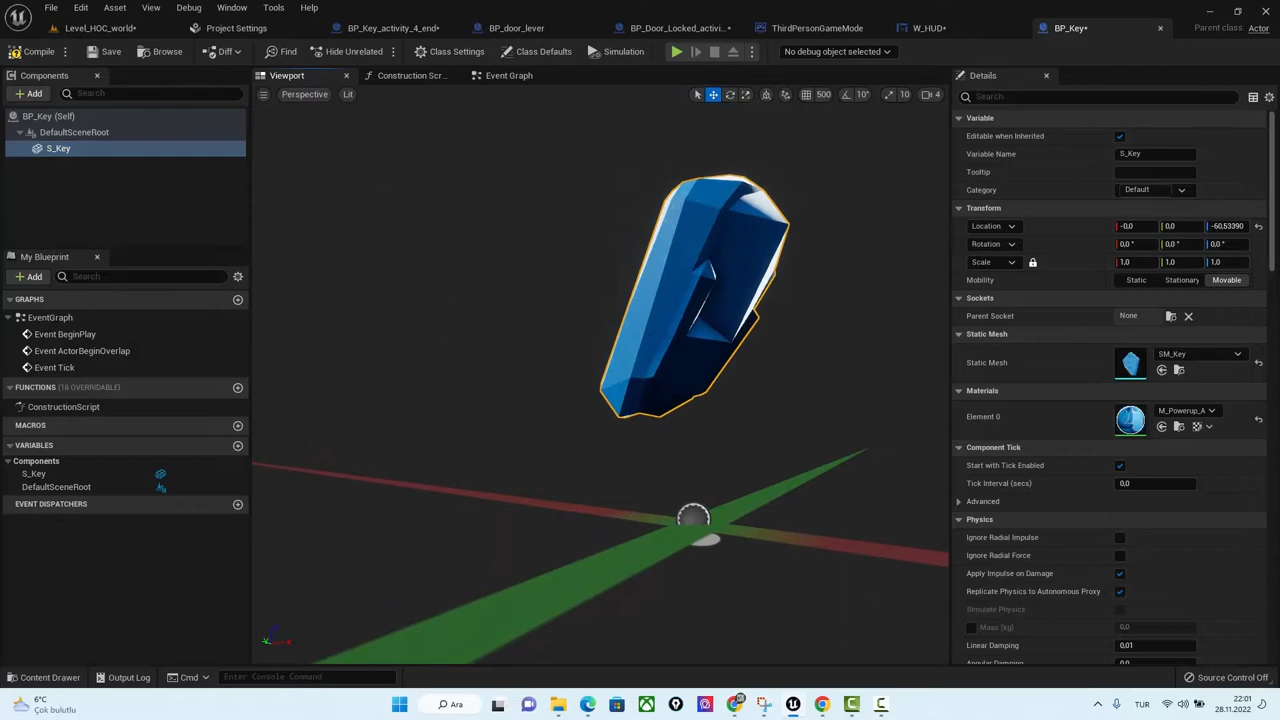 File Edit Asset View Debug Window Tools Help
Level_HOC_world* Project Settings BP_Key_activity_4_end* BP_door_lever BP_Door_Locked_activi... ThirdPersonGameMode W_HUD* BP_Key* Parent class: Actor
Compile Save Browse Diff Find Hide Unrelated Class Settings Class Defaults Simulation No debug object selected
Components Viewport Construction Scr... Event Graph Details
Add Search Perspective Lit 500 10° 10 4 Search
BP_Key (Self)
DefaultSceneRoot
S_Key
Variable
Editable when Inherited
Variable Name S_Key
Tooltip
Category Default
Transform
Location -0,0 0,0 -60,53390
Rotation 0,0 ° 0,0 ° 0,0 °
Scale 1,0 1,0 1,0
Mobility Static Stationary Movable
Sockets
Parent Socket None
Static Mesh
Static Mesh SM_Key
Materials
Element 0 M_Powerup_A
Component Tick
Start with Tick Enabled
Tick Interval (secs) 0,0
Advanced
Physics
Ignore Radial Impulse
Ignore Radial Force
Apply Impulse on Damage
Replicate Physics to Autonomous Proxy
Simulate Physics
Mass (kg) 0,0
Linear Damping 0,01
Angular Damping 0,0
My Blueprint
Add Search
GRAPHS
EventGraph
Event BeginPlay
Event ActorBeginOverlap
Event Tick
FUNCTIONS (18 OVERRIDABLE)
ConstructionScript
MACROS
VARIABLES
Components
S_Key
DefaultSceneRoot
EVENT DISPATCHERS
Content Drawer Output Log Cmd Enter Console Command Source Control Off
6°C
Çok bulutlu
Ara
TUR
22:01
28.11.2022